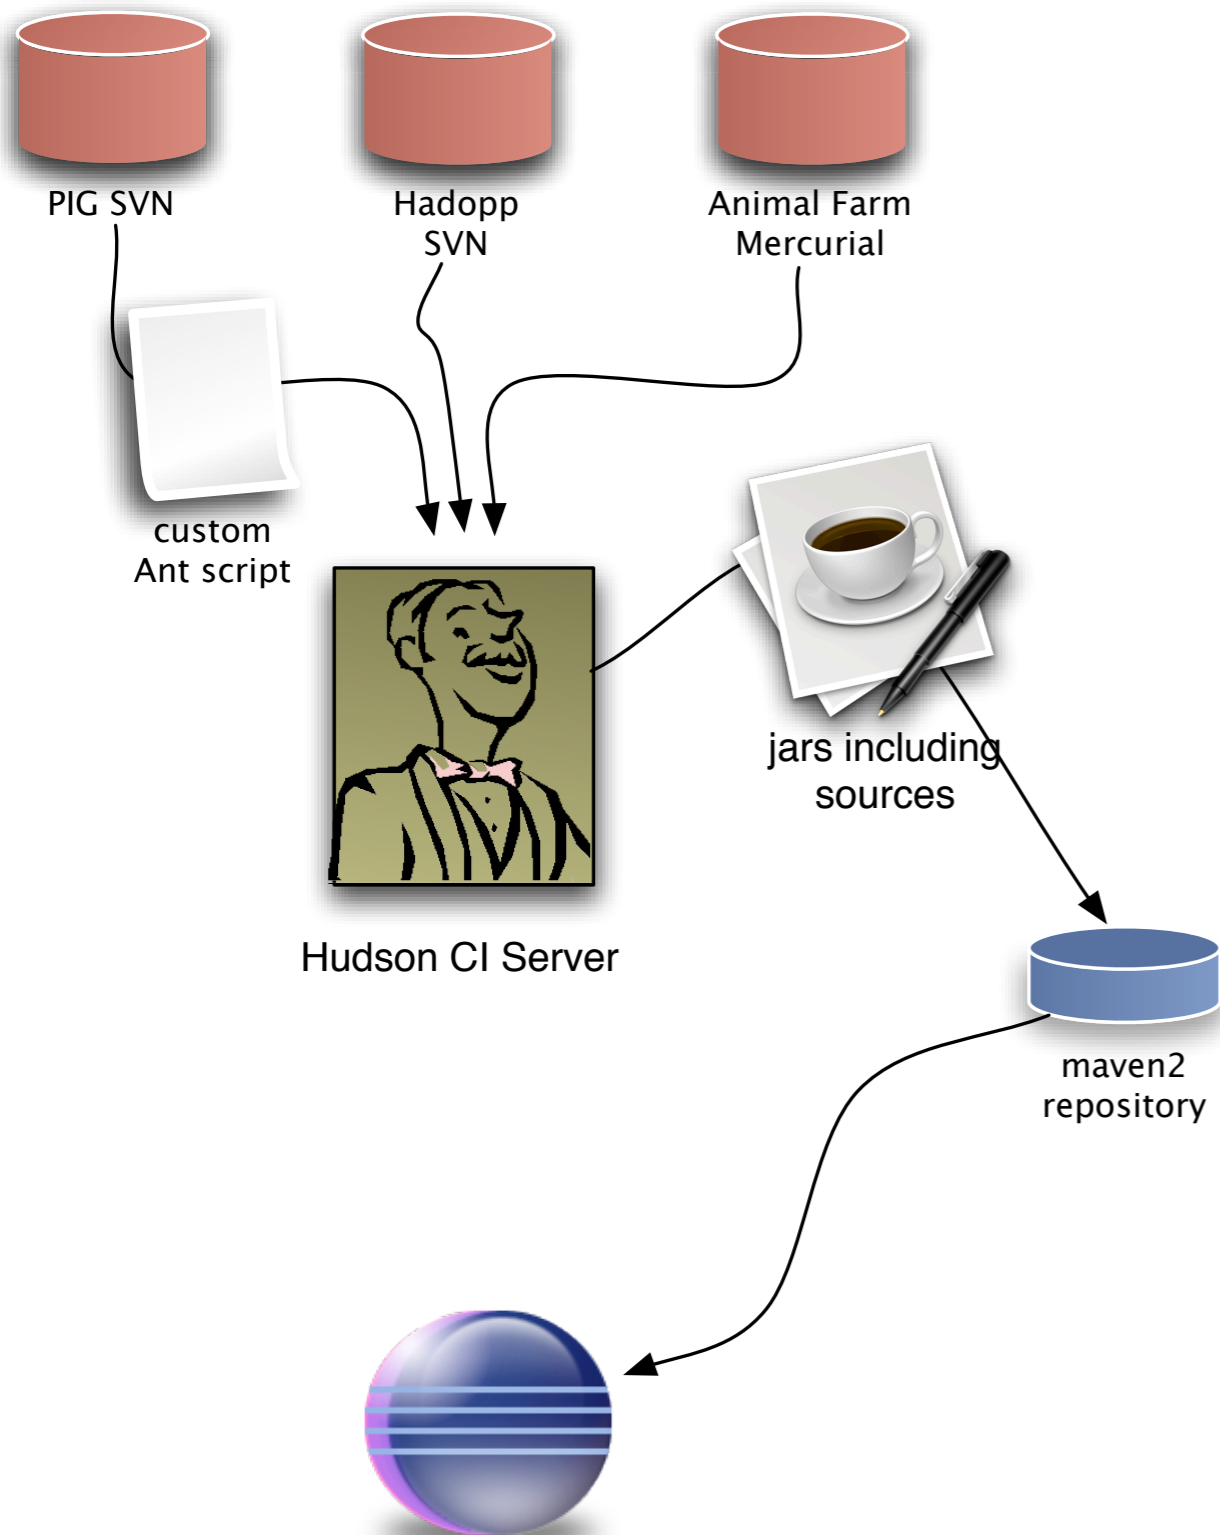 PIG SVN
Hadopp
SVN
Animal Farm
Mercurial
custom
Ant script
jars including
sources
Hudson CI Server
maven2
repository